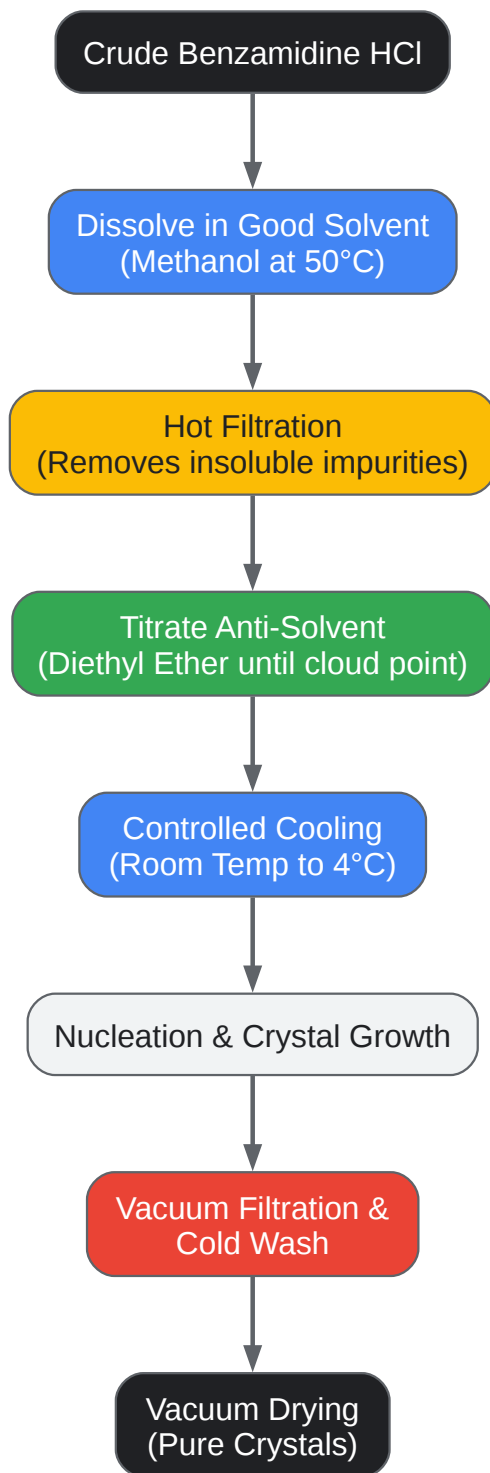 Crude Benzamidine HCl
Dissolve in Good Solvent
(Methanol at 50°C)
Hot Filtration
(Removes insoluble impurities)
Titrate Anti-Solvent
(Diethyl Ether until cloud point)
Controlled Cooling
(Room Temp to 4°C)
Nucleation & Crystal Growth
Vacuum Filtration &
Cold Wash
Vacuum Drying
(Pure Crystals)